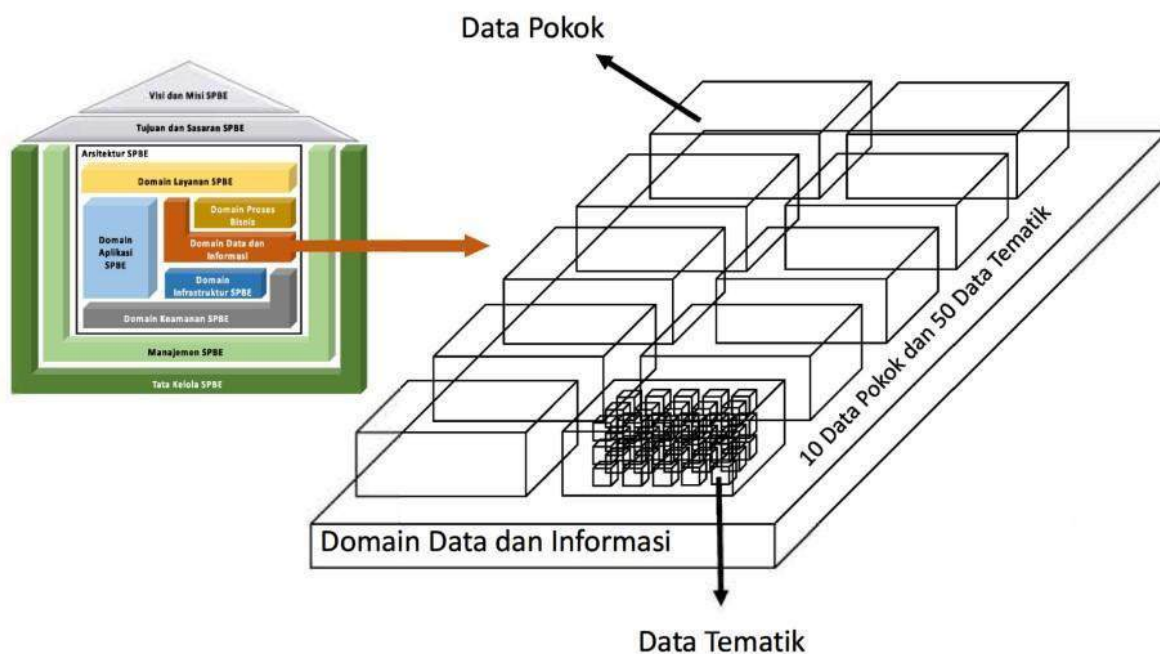 Data Pokok
Visi dan Misi SPBE
Tujuan dan Sasaran SPBE
Arsitektur SPBE
Domain Layanan SPBE
Domain Proses
Bisnis
Domain
Aplikasi
SPBE
Domain Data dan
Informasi
Domain
Infrastruktur SPBE
Domain Keamanan SPBE
Manajemen SPBE
Tata Kelola SPBE
10 Data Pokok dan 50 Data Tematik
Domain Data dan Informasi
Data Tematik